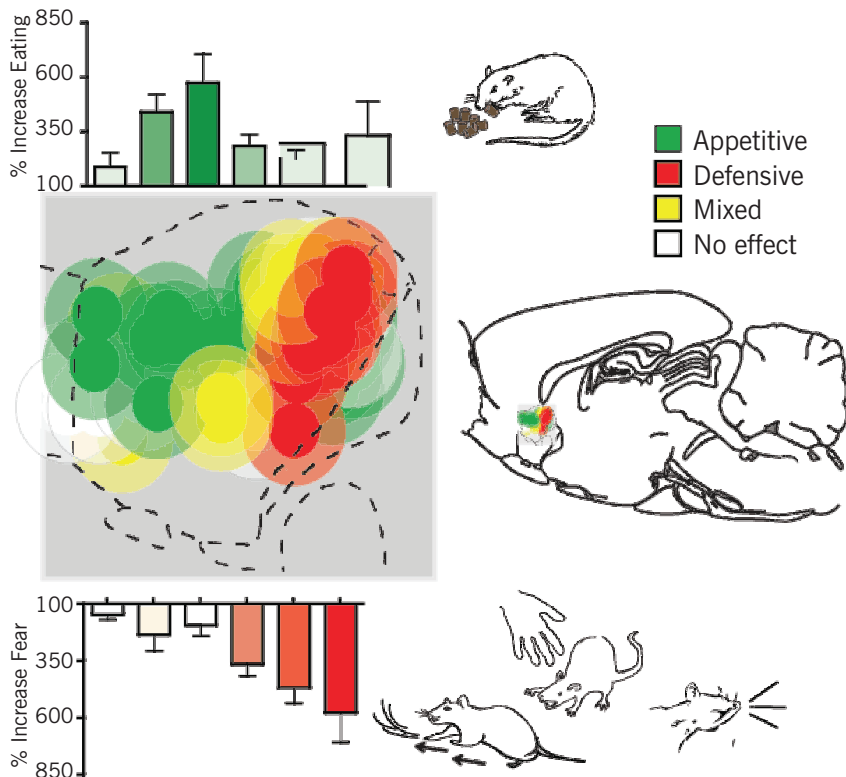 850
600
350
100
% Increase Eating
Appetitive
Defensive
Mixed
No effect
100
350
600
850
% Increase Fear